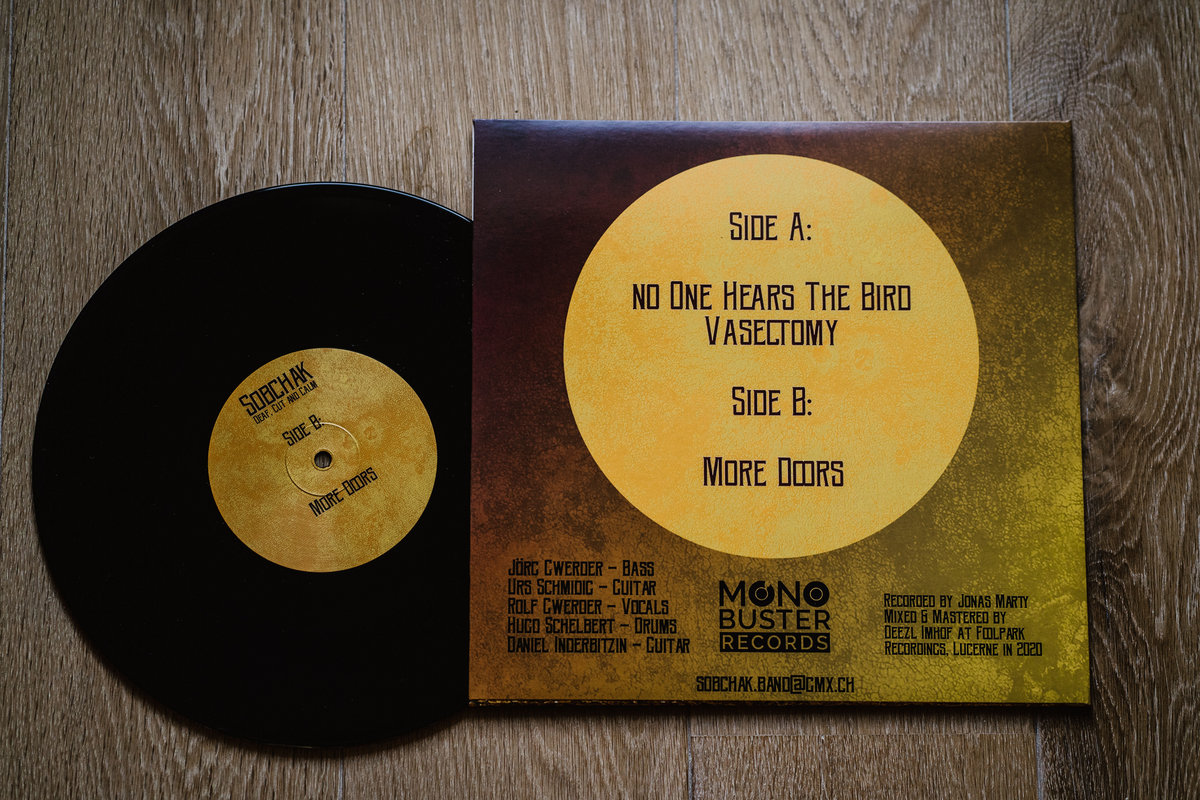 Sobchak
Deaf, Cut and Calm
Side B:
More Doors
Side A:
no One Hears The Bird
Vasectomy
Side B:
More Doors
Jörg Gwerder – Bass
Urs Schmidig – Guitar
Rolf Gwerder – Vocals
Hugo Schelbert – Drums
Daniel Inderbitzin – Guitar
MONO
BUSTER
RECORDS
Recorded by Jonas Marty
Mixed & Mastered by
Deezl Imhof at Foolpark
Recordings, Lucerne in 2020
sobchak.band@gmx.ch